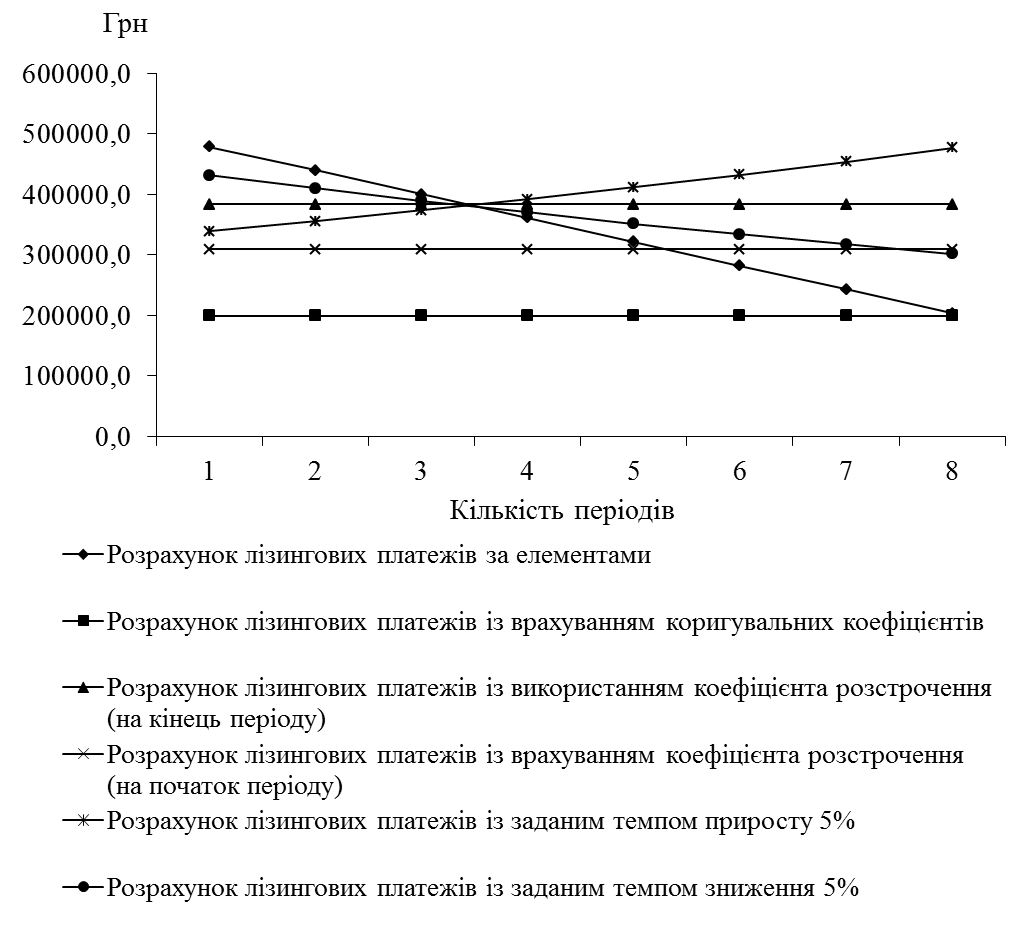 Грн
600000,0
500000,0
400000,0
300000,0
200000,0
100000,0
0,0
1 2 3 4 5 6 7 8
Кількість періодів
Розрахунок лізингових платежів за елементами
Розрахунок лізингових платежів із врахуванням коригувальних коефіцієнтів
Розрахунок лізингових платежів із використанням коефіцієнта розстрочення
(на кінець періоду)
Розрахунок лізингових платежів із врахуванням коефіцієнта розстрочення
(на початок періоду)
Розрахунок лізингових платежів із заданим темпом приросту 5%
Розрахунок лізингових платежів із заданим темпом зниження 5%